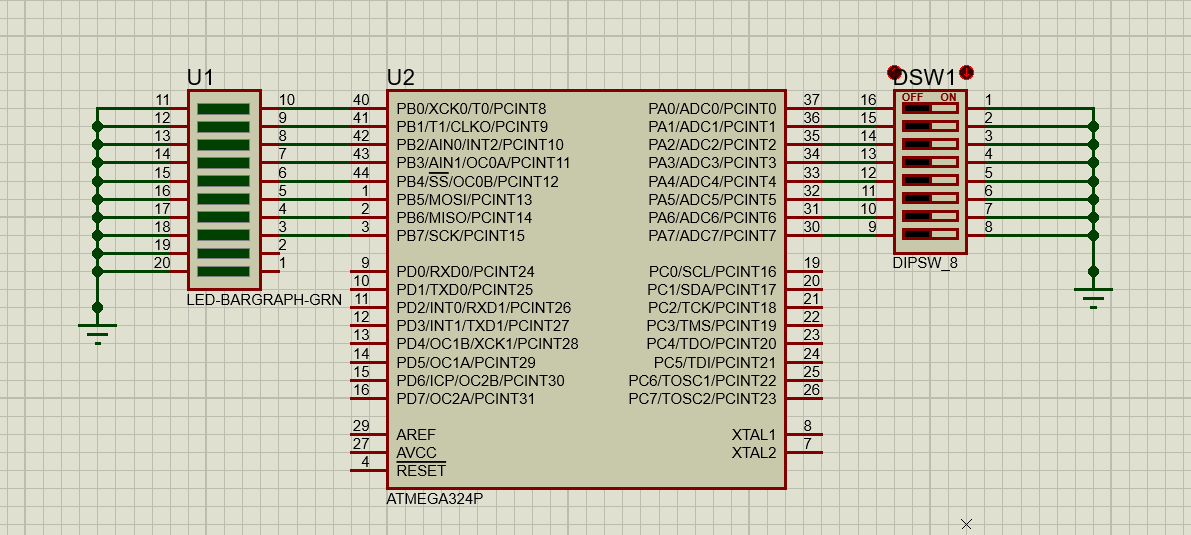 U1
11 10
12 9
13 8
14 7
15 6
16 5
17 4
18 3
19 2
20 1
LED-BARGRAPH-GRN
U2
40 PB0/XCK0/T0/PCINT8 PA0/ADC0/PCINT0 37
41 PB1/T1/CLKO/PCINT9 PA1/ADC1/PCINT1 36
42 PB2/AIN0/INT2/PCINT10 PA2/ADC2/PCINT2 35
43 PB3/AIN1/OC0A/PCINT11 PA3/ADC3/PCINT3 34
44 PB4/SS/OC0B/PCINT12 PA4/ADC4/PCINT4 33
1 PB5/MOSI/PCINT13 PA5/ADC5/PCINT5 32
2 PB6/MISO/PCINT14 PA6/ADC6/PCINT6 31
3 PB7/SCK/PCINT15 PA7/ADC7/PCINT7 30
9 PD0/RXD0/PCINT24 PC0/SCL/PCINT16 19
10 PD1/TXD0/PCINT25 PC1/SDA/PCINT17 20
11 PD2/INT0/RXD1/PCINT26 PC2/TCK/PCINT18 21
12 PD3/INT1/TXD1/PCINT27 PC3/TMS/PCINT19 22
13 PD4/OC1B/XCK1/PCINT28 PC4/TDO/PCINT20 23
14 PD5/OC1A/PCINT29 PC5/TDI/PCINT21 24
15 PD6/ICP/OC2B/PCINT30 PC6/TOSC1/PCINT22 25
16 PD7/OC2A/PCINT31 PC7/TOSC2/PCINT23 26
29 AREF XTAL1 8
27 AVCC XTAL2 7
4 RESET
ATMEGA324P
DSW1
OFF ON
16 1
15 2
14 3
13 4
12 5
11 6
10 7
9 8
DIPSW_8